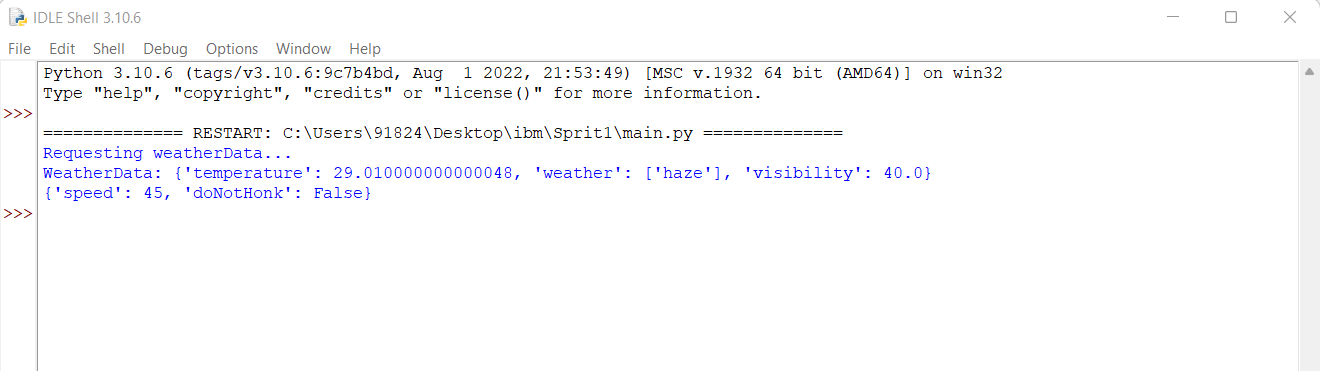 IDLE Shell 3.10.6
File Edit Shell Debug Options Window Help
Python 3.10.6 (tags/v3.10.6:9c7b4bd, Aug  1 2022, 21:53:49) [MSC v.1932 64 bit (AMD64)] on win32
Type "help", "copyright", "credits" or "license()" for more information.
>>>
============== RESTART: C:\Users\91824\Desktop\ibm\Sprit1\main.py ==============
Requesting weatherData...
WeatherData: {'temperature': 29.010000000000048, 'weather': ['haze'], 'visibility': 40.0}
{'speed': 45, 'doNotHonk': False}
>>>